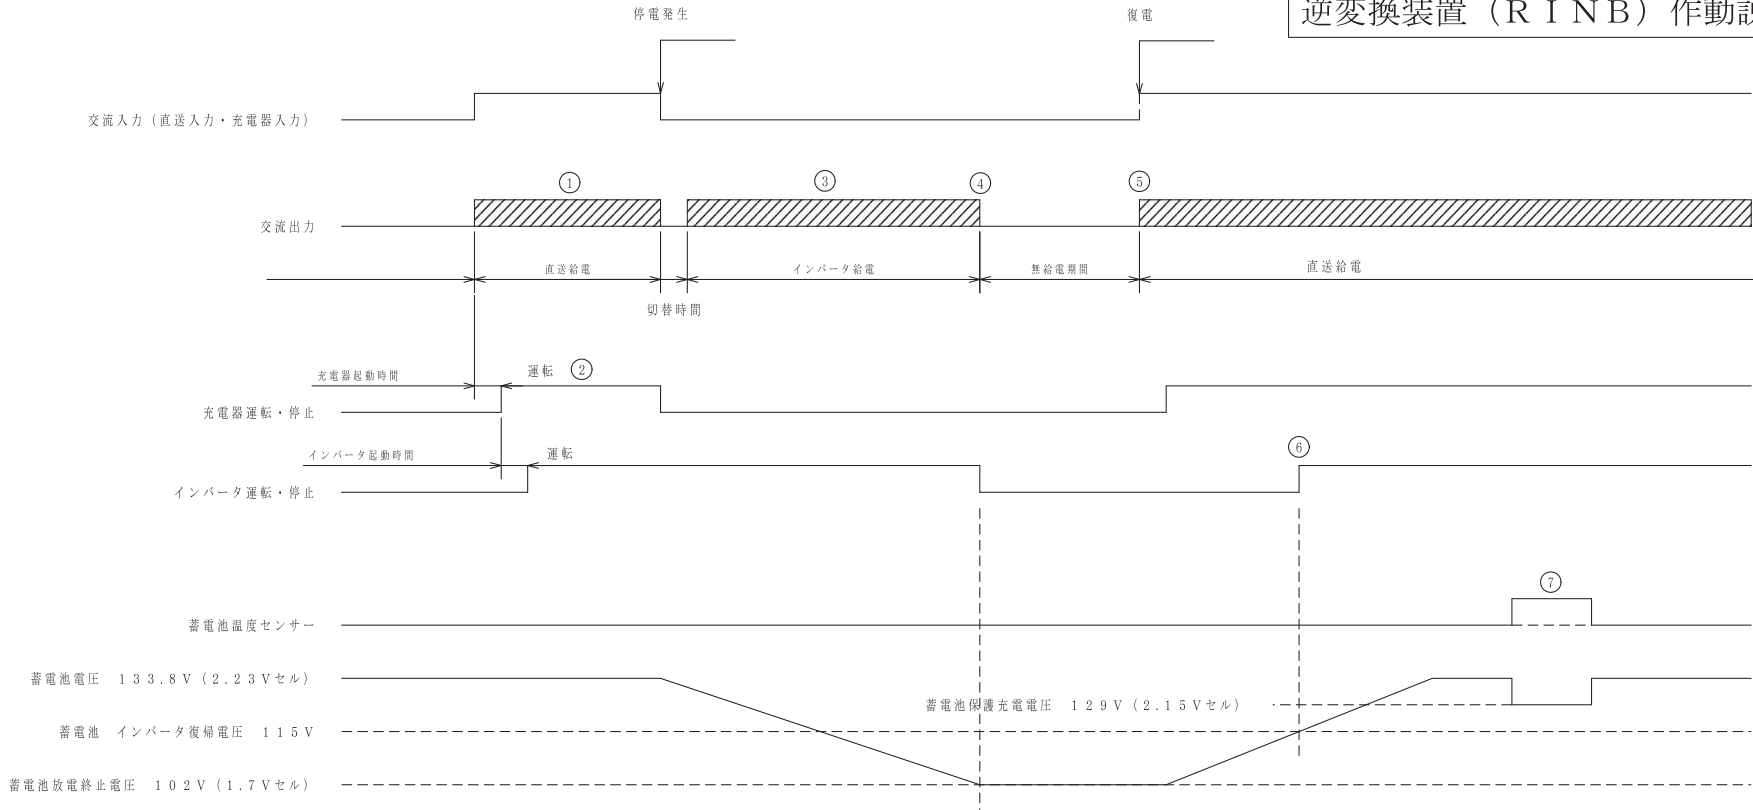 停電発生
復電
逆変換装置（ＲＩＮＢ）作動
交流入力（直送入力・充電器入力）
①
③
④
⑤
交流出力
直送給電
インバータ給電
無給電期間
直送給電
切替時間
充電器起動時間
運転 ②
充電器運転・停止
インバータ起動時間
運転
⑥
インバータ運転・停止
⑦
蓄電池温度センサー
蓄電池電圧　１３３.８Ｖ（２.２３Ｖセル）
蓄電池保護充電電圧　１２９Ｖ（２.１５Ｖセル）
蓄電池　インバータ復帰電圧　１１５Ｖ
蓄電池放電終止電圧　１０２Ｖ（１.７Ｖセル）